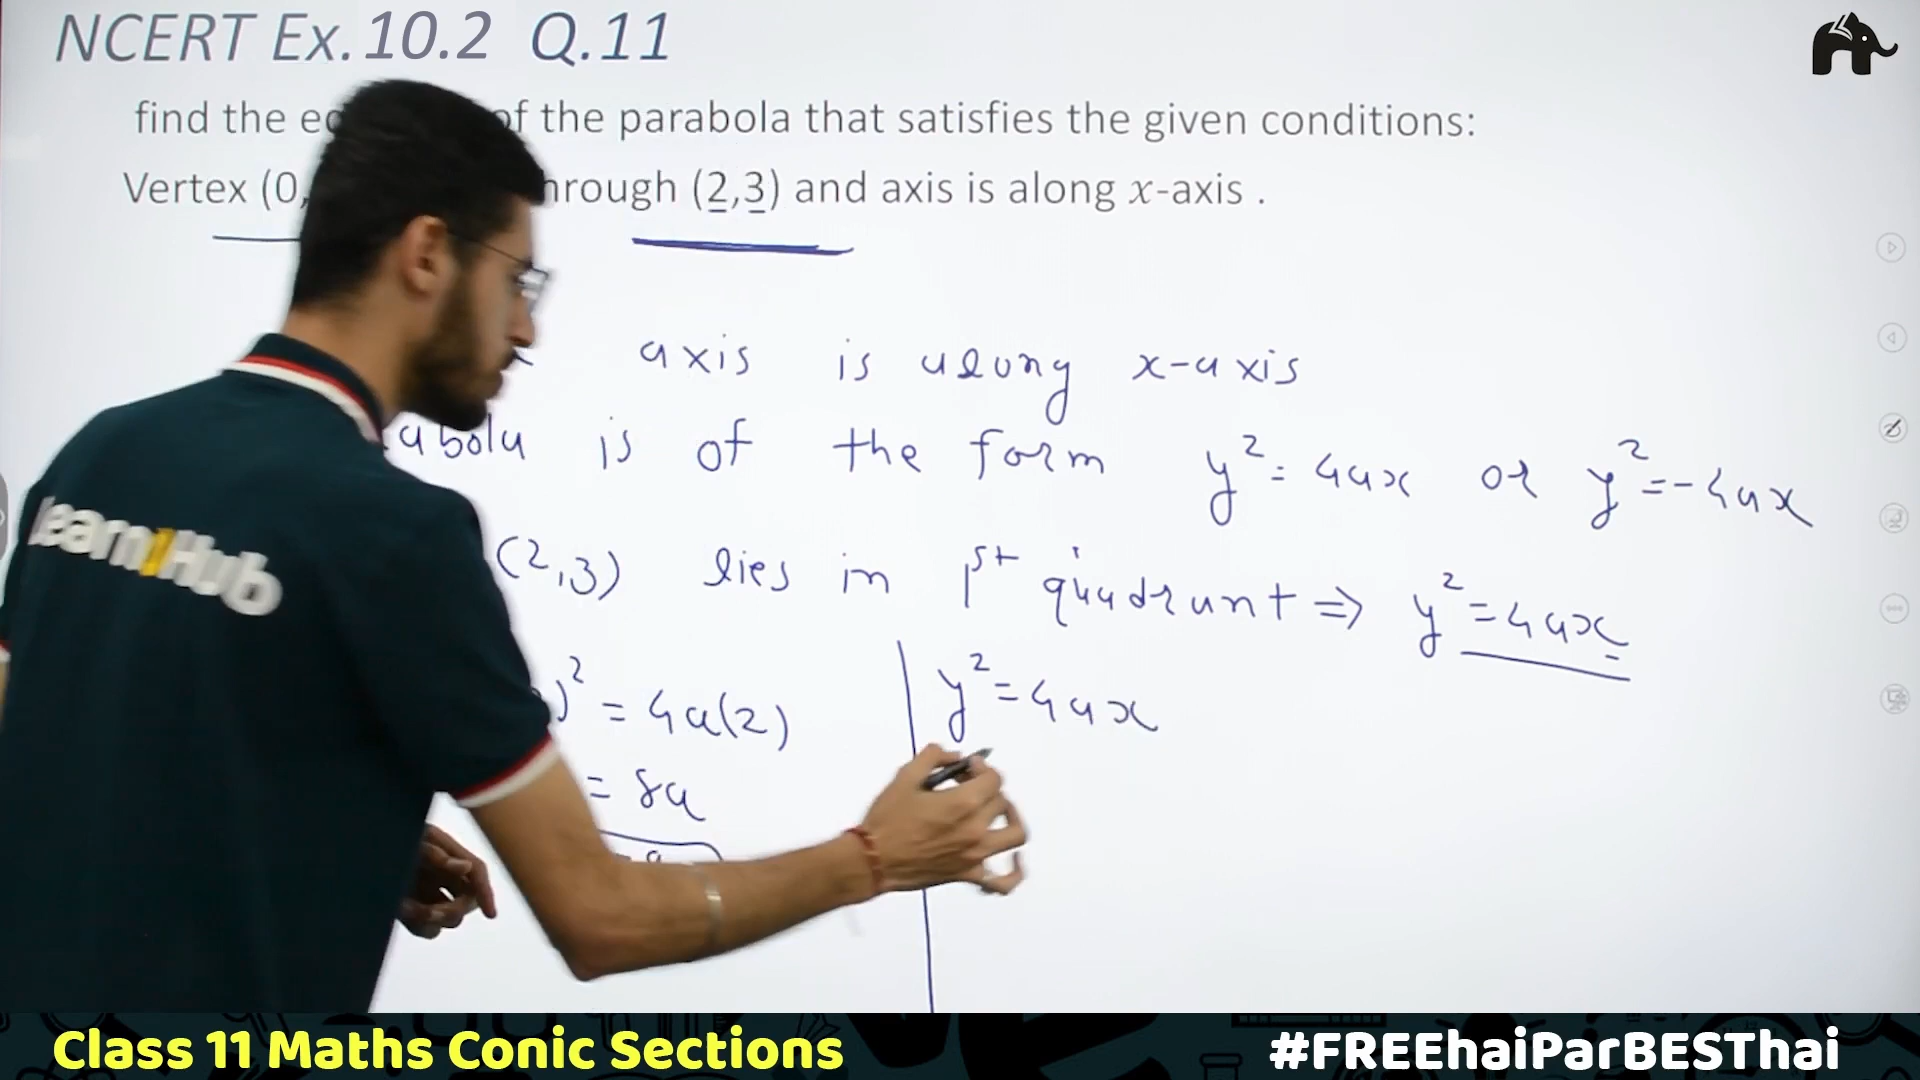 NCERT Ex. 10.2 Q.11
find the of the parabola that satisfies the given conditions:
Vertex (0, hrough (2,3) and axis is along x-axis .
axis is along x-axis
abola is of the form y² = 4ax or y² = -4ax
(2,3) lies in 1st quadrant ⇒ y² = 4ax
)² = 4a(2)
= 8a
y² = 4ax
learnoHub
Class 11 Maths Conic Sections
#FREEhaiParBESThai